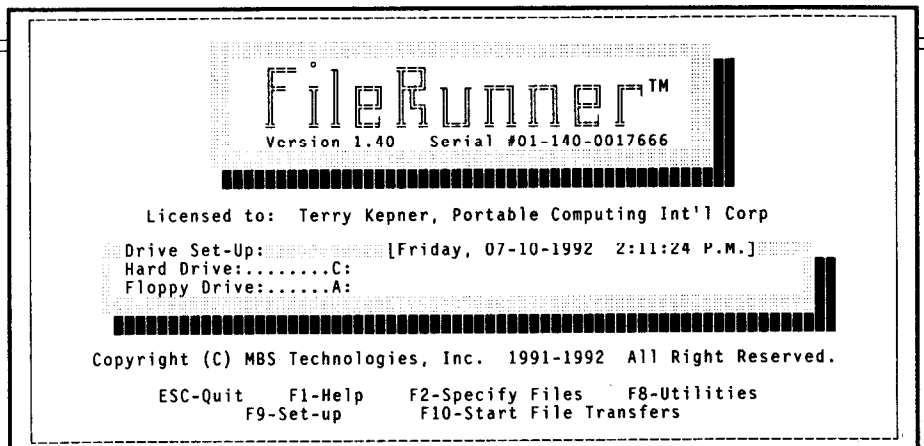 FileRunner™
Version 1.40 Serial #01-140-0017666
Licensed to: Terry Kepner, Portable Computing Int'l Corp
Drive Set-Up: [Friday, 07-10-1992 2:11:24 P.M.]
Hard Drive:........C:
Floppy Drive:......A:
Copyright (C) MBS Technologies, Inc. 1991-1992 All Right Reserved.
ESC-Quit F1-Help F2-Specify Files F8-Utilities
F9-Set-up F10-Start File Transfers